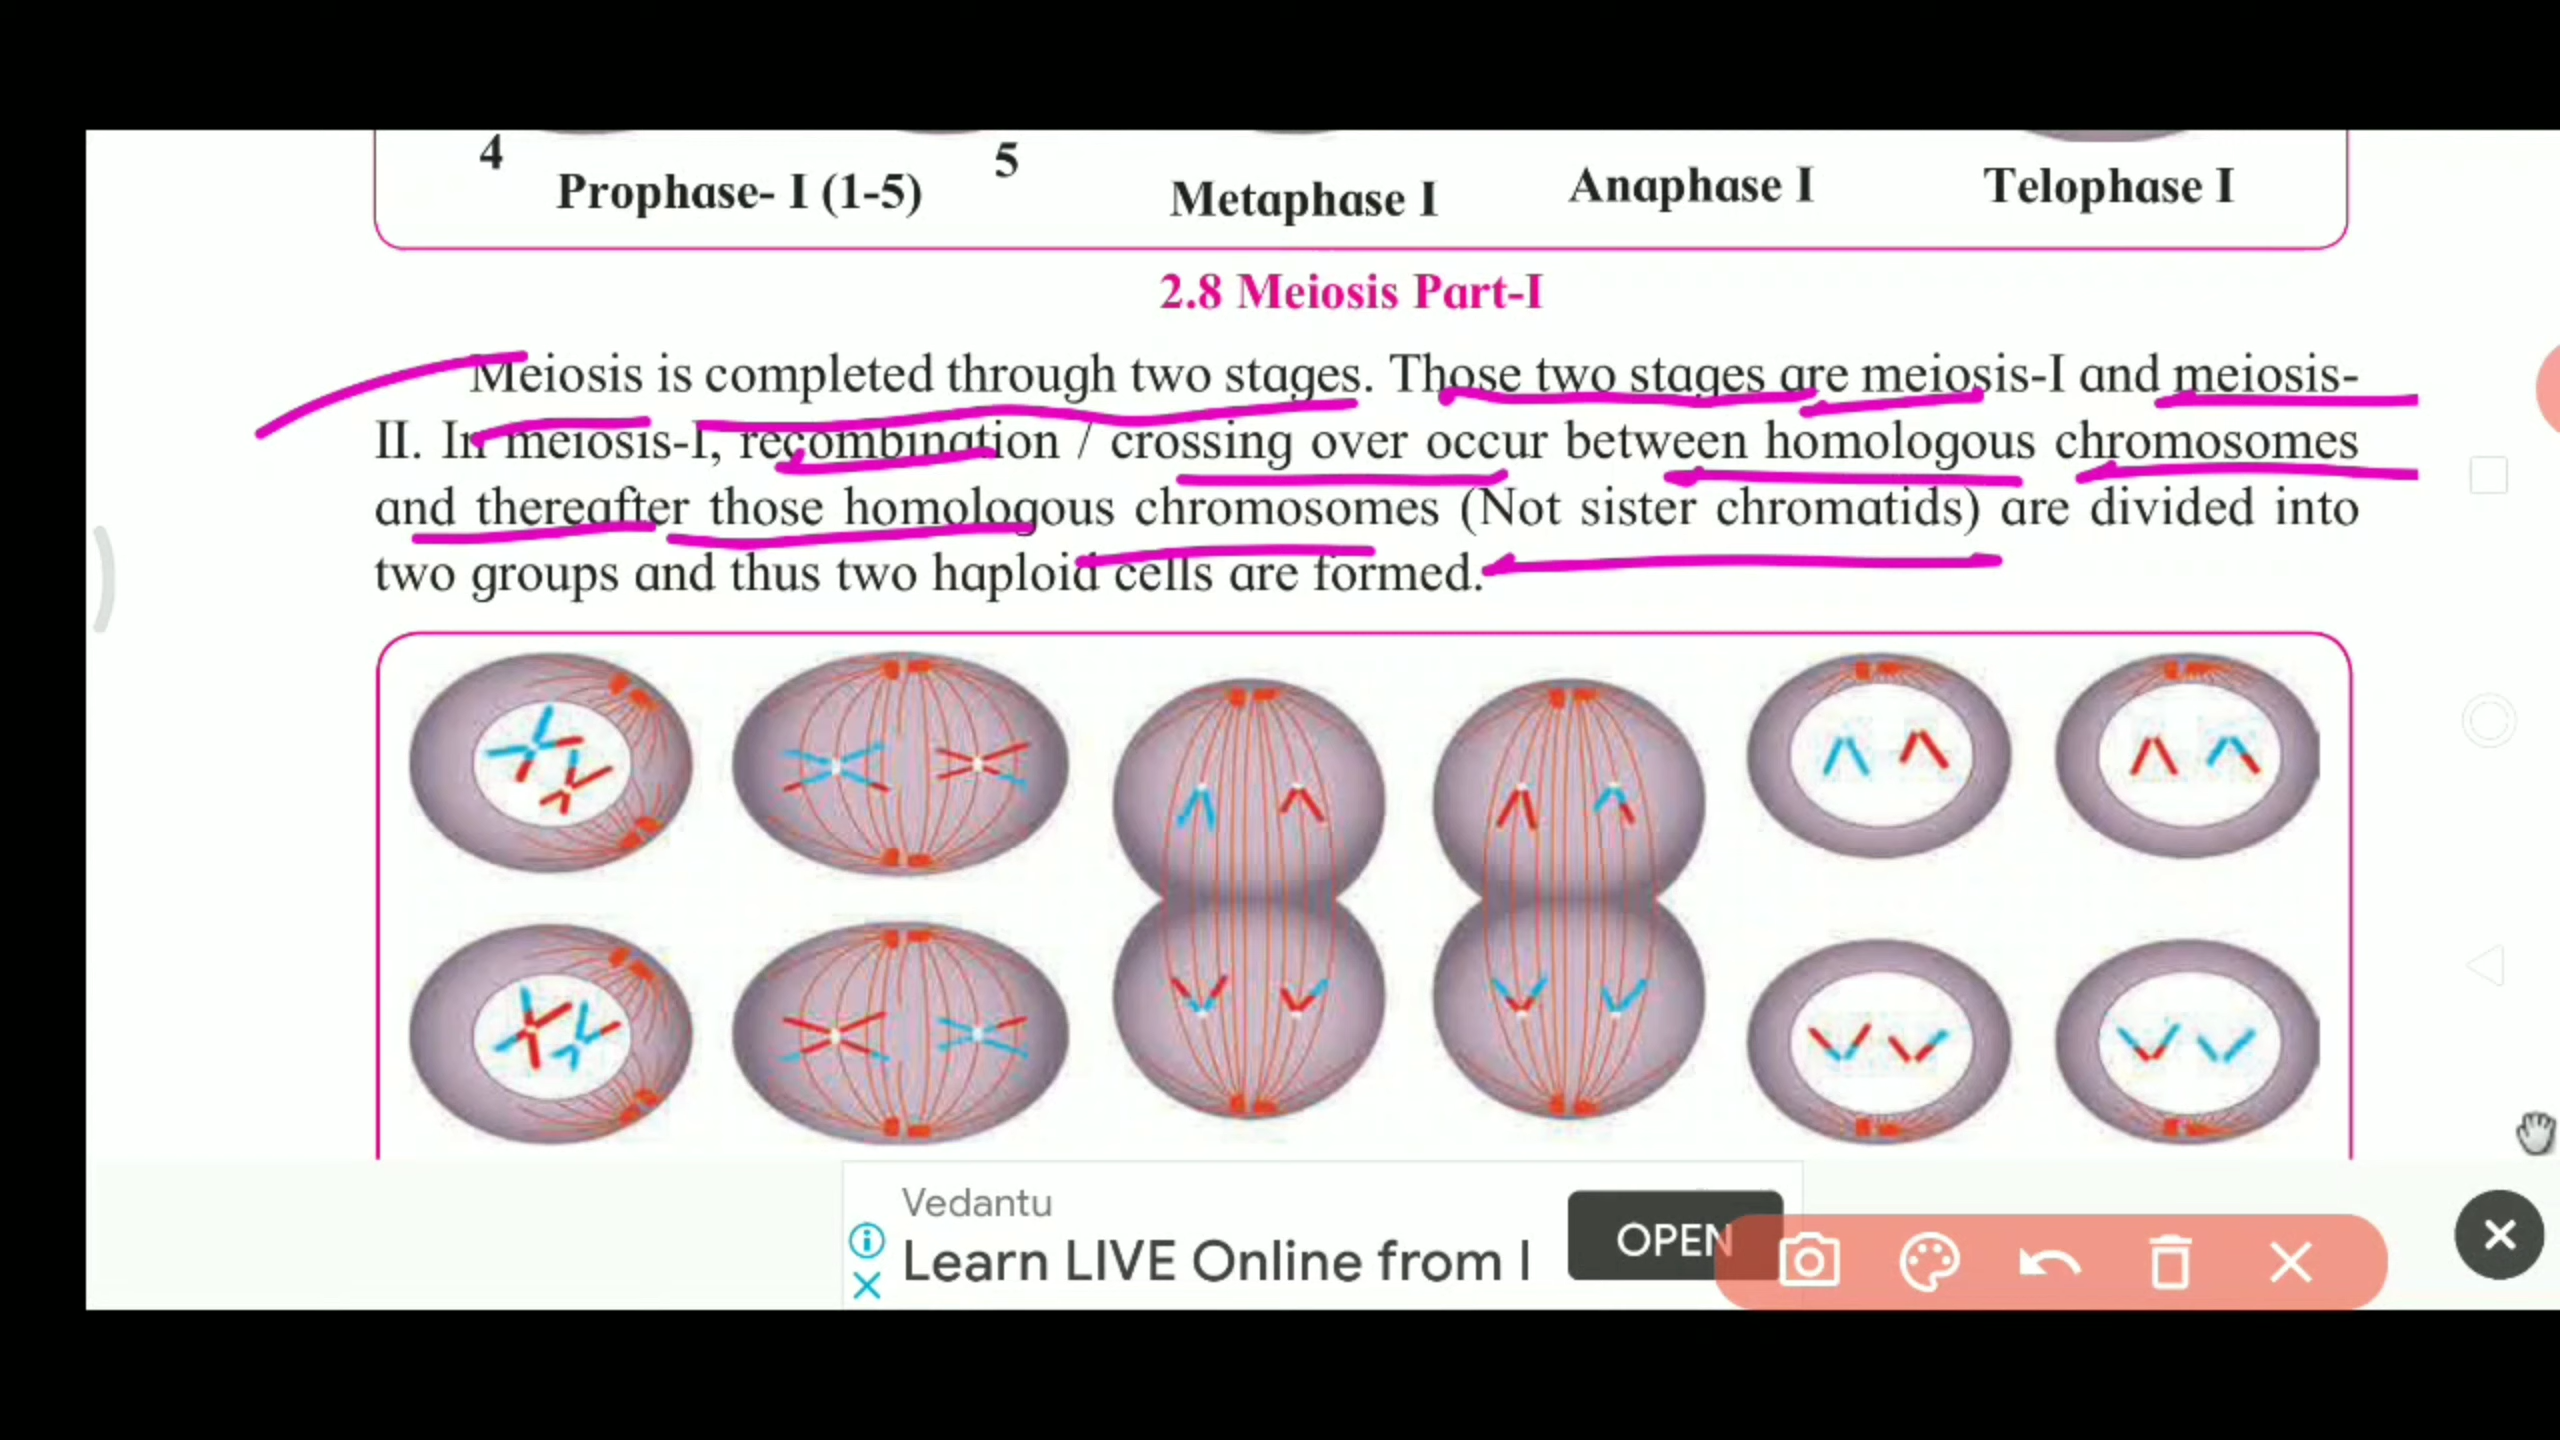 4
5
Prophase- I (1-5)
Metaphase I
Anaphase I
Telophase I
2.8 Meiosis Part-I
Meiosis is completed through two stages. Those two stages are meiosis-I and meiosis-
II. In meiosis-I, recombination / crossing over occur between homologous chromosomes
and thereafter those homologous chromosomes (Not sister chromatids) are divided into
two groups and thus two haploid cells are formed.
Vedantu
Learn LIVE Online from I
OPEN